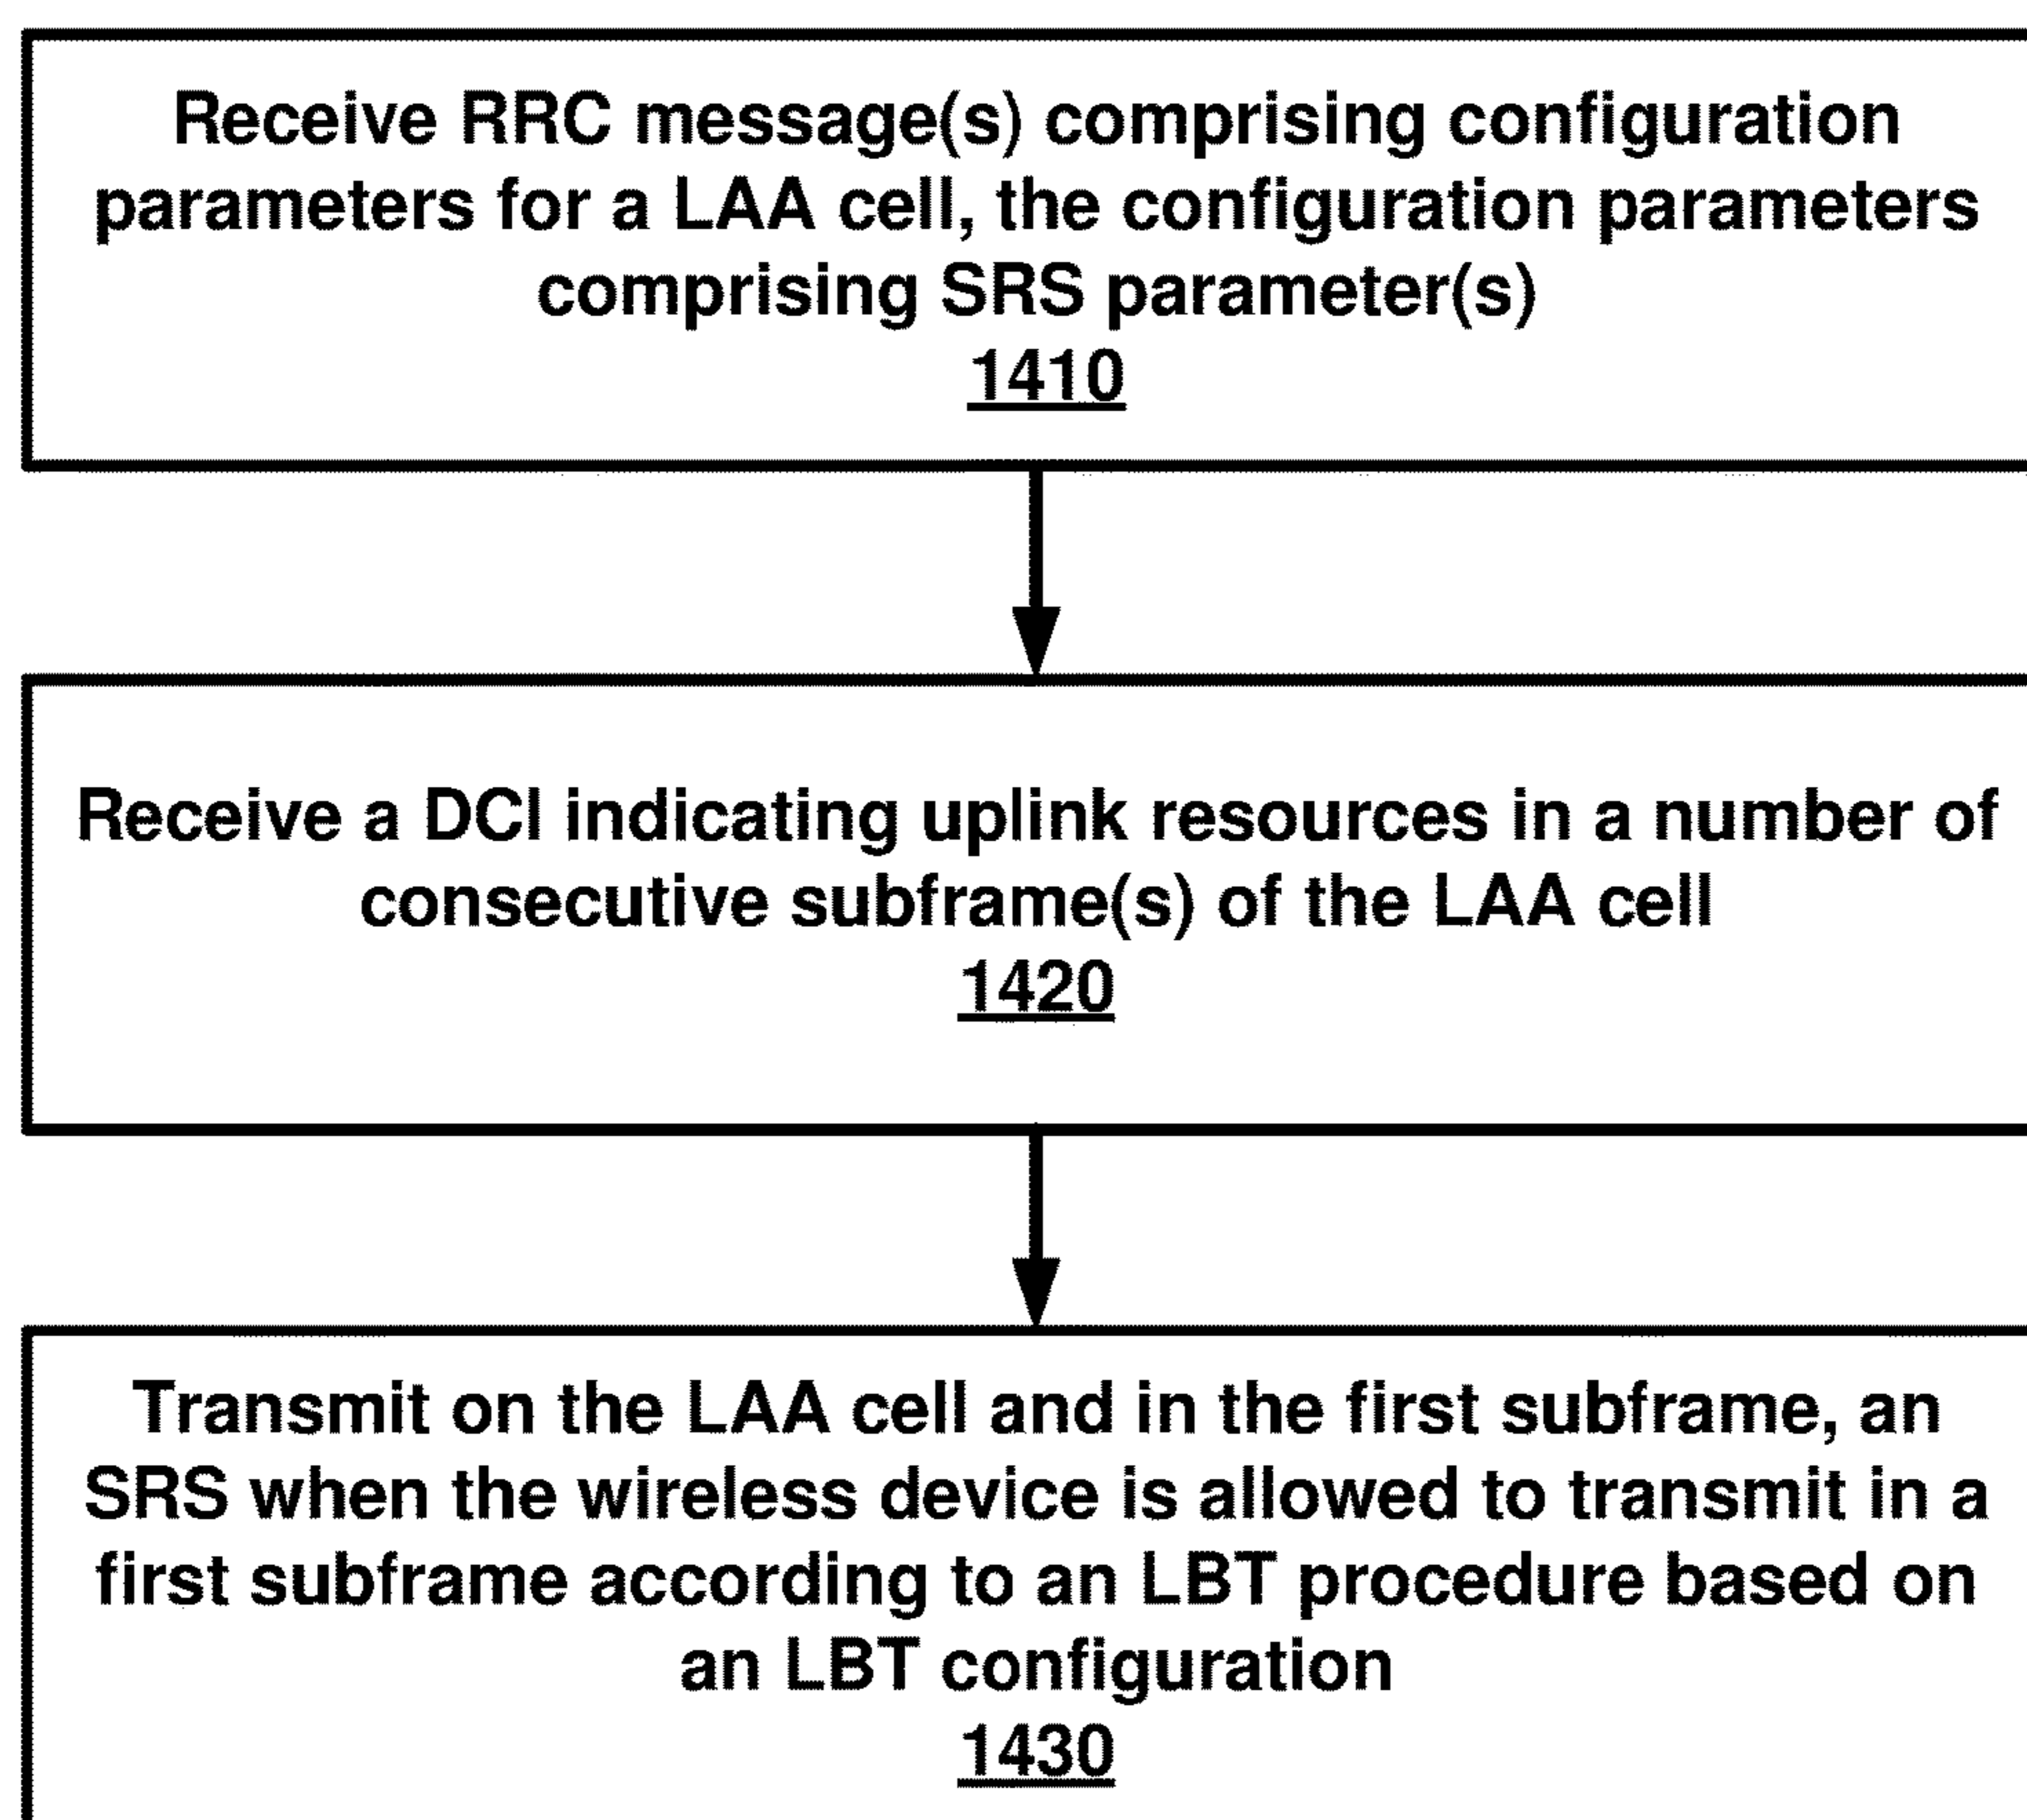 Receive RRC message(s) comprising configuration
parameters for a LAA cell, the configuration parameters
comprising SRS parameter(s)
1410
Receive a DCI indicating uplink resources in a number of
consecutive subframe(s) of the LAA cell
1420
Transmit on the LAA cell and in the first subframe, an
SRS when the wireless device is allowed to transmit in a
first subframe according to an LBT procedure based on
an LBT configuration
1430